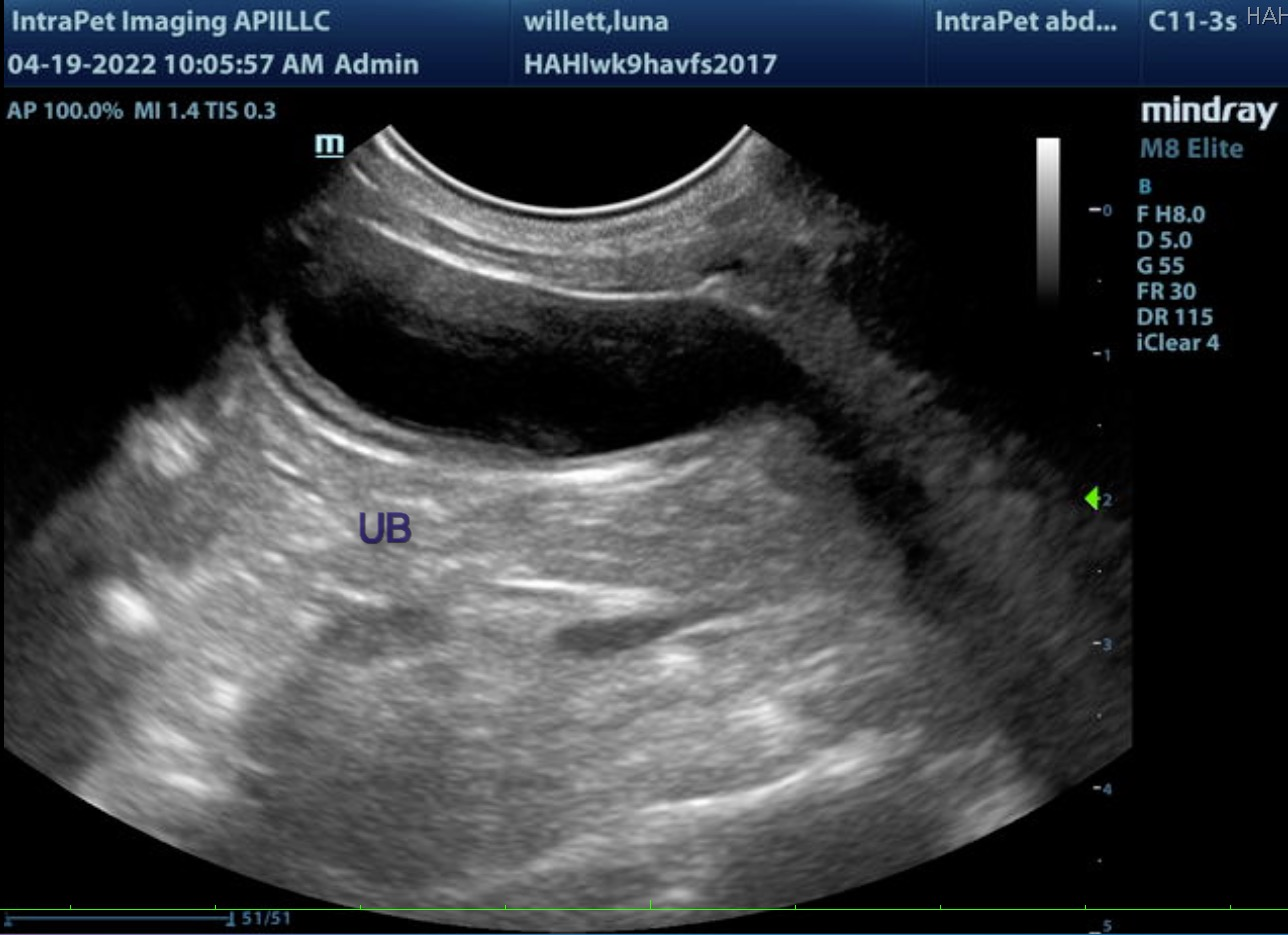 IntraPet Imaging APIILLC willett,luna IntraPet abd... C11-3s HAH
04-19-2022 10:05:57 AM Admin HAHlwk9havfs2017
AP 100.0% MI 1.4 TIS 0.3
m
mindray
M8 Elite
B
F H8.0
D 5.0
G 55
FR 30
DR 115
iClear 4
0
1
2
3
4
5
UB
51/51